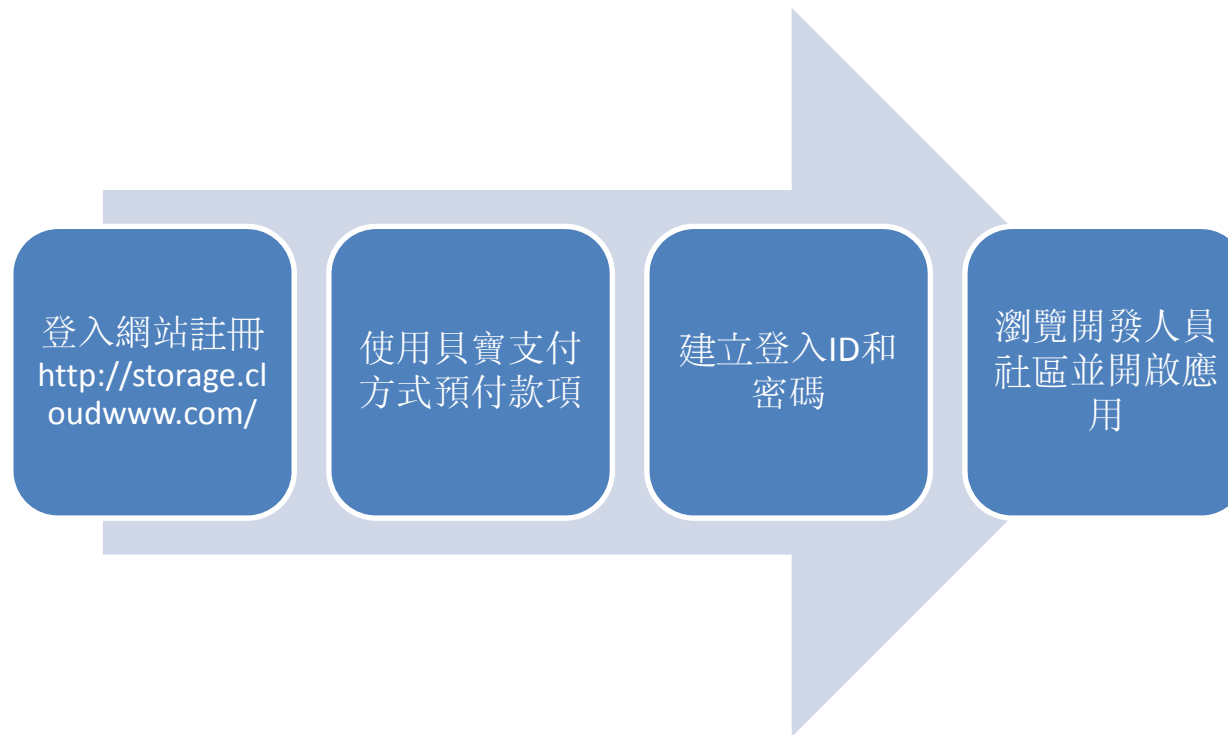 登入網站註冊
http://storage.cl
oudwww.com/
使用貝寶支付
方式預付款項
建立登入ID和
密碼
瀏覽開發人員
社區並開啟應
用